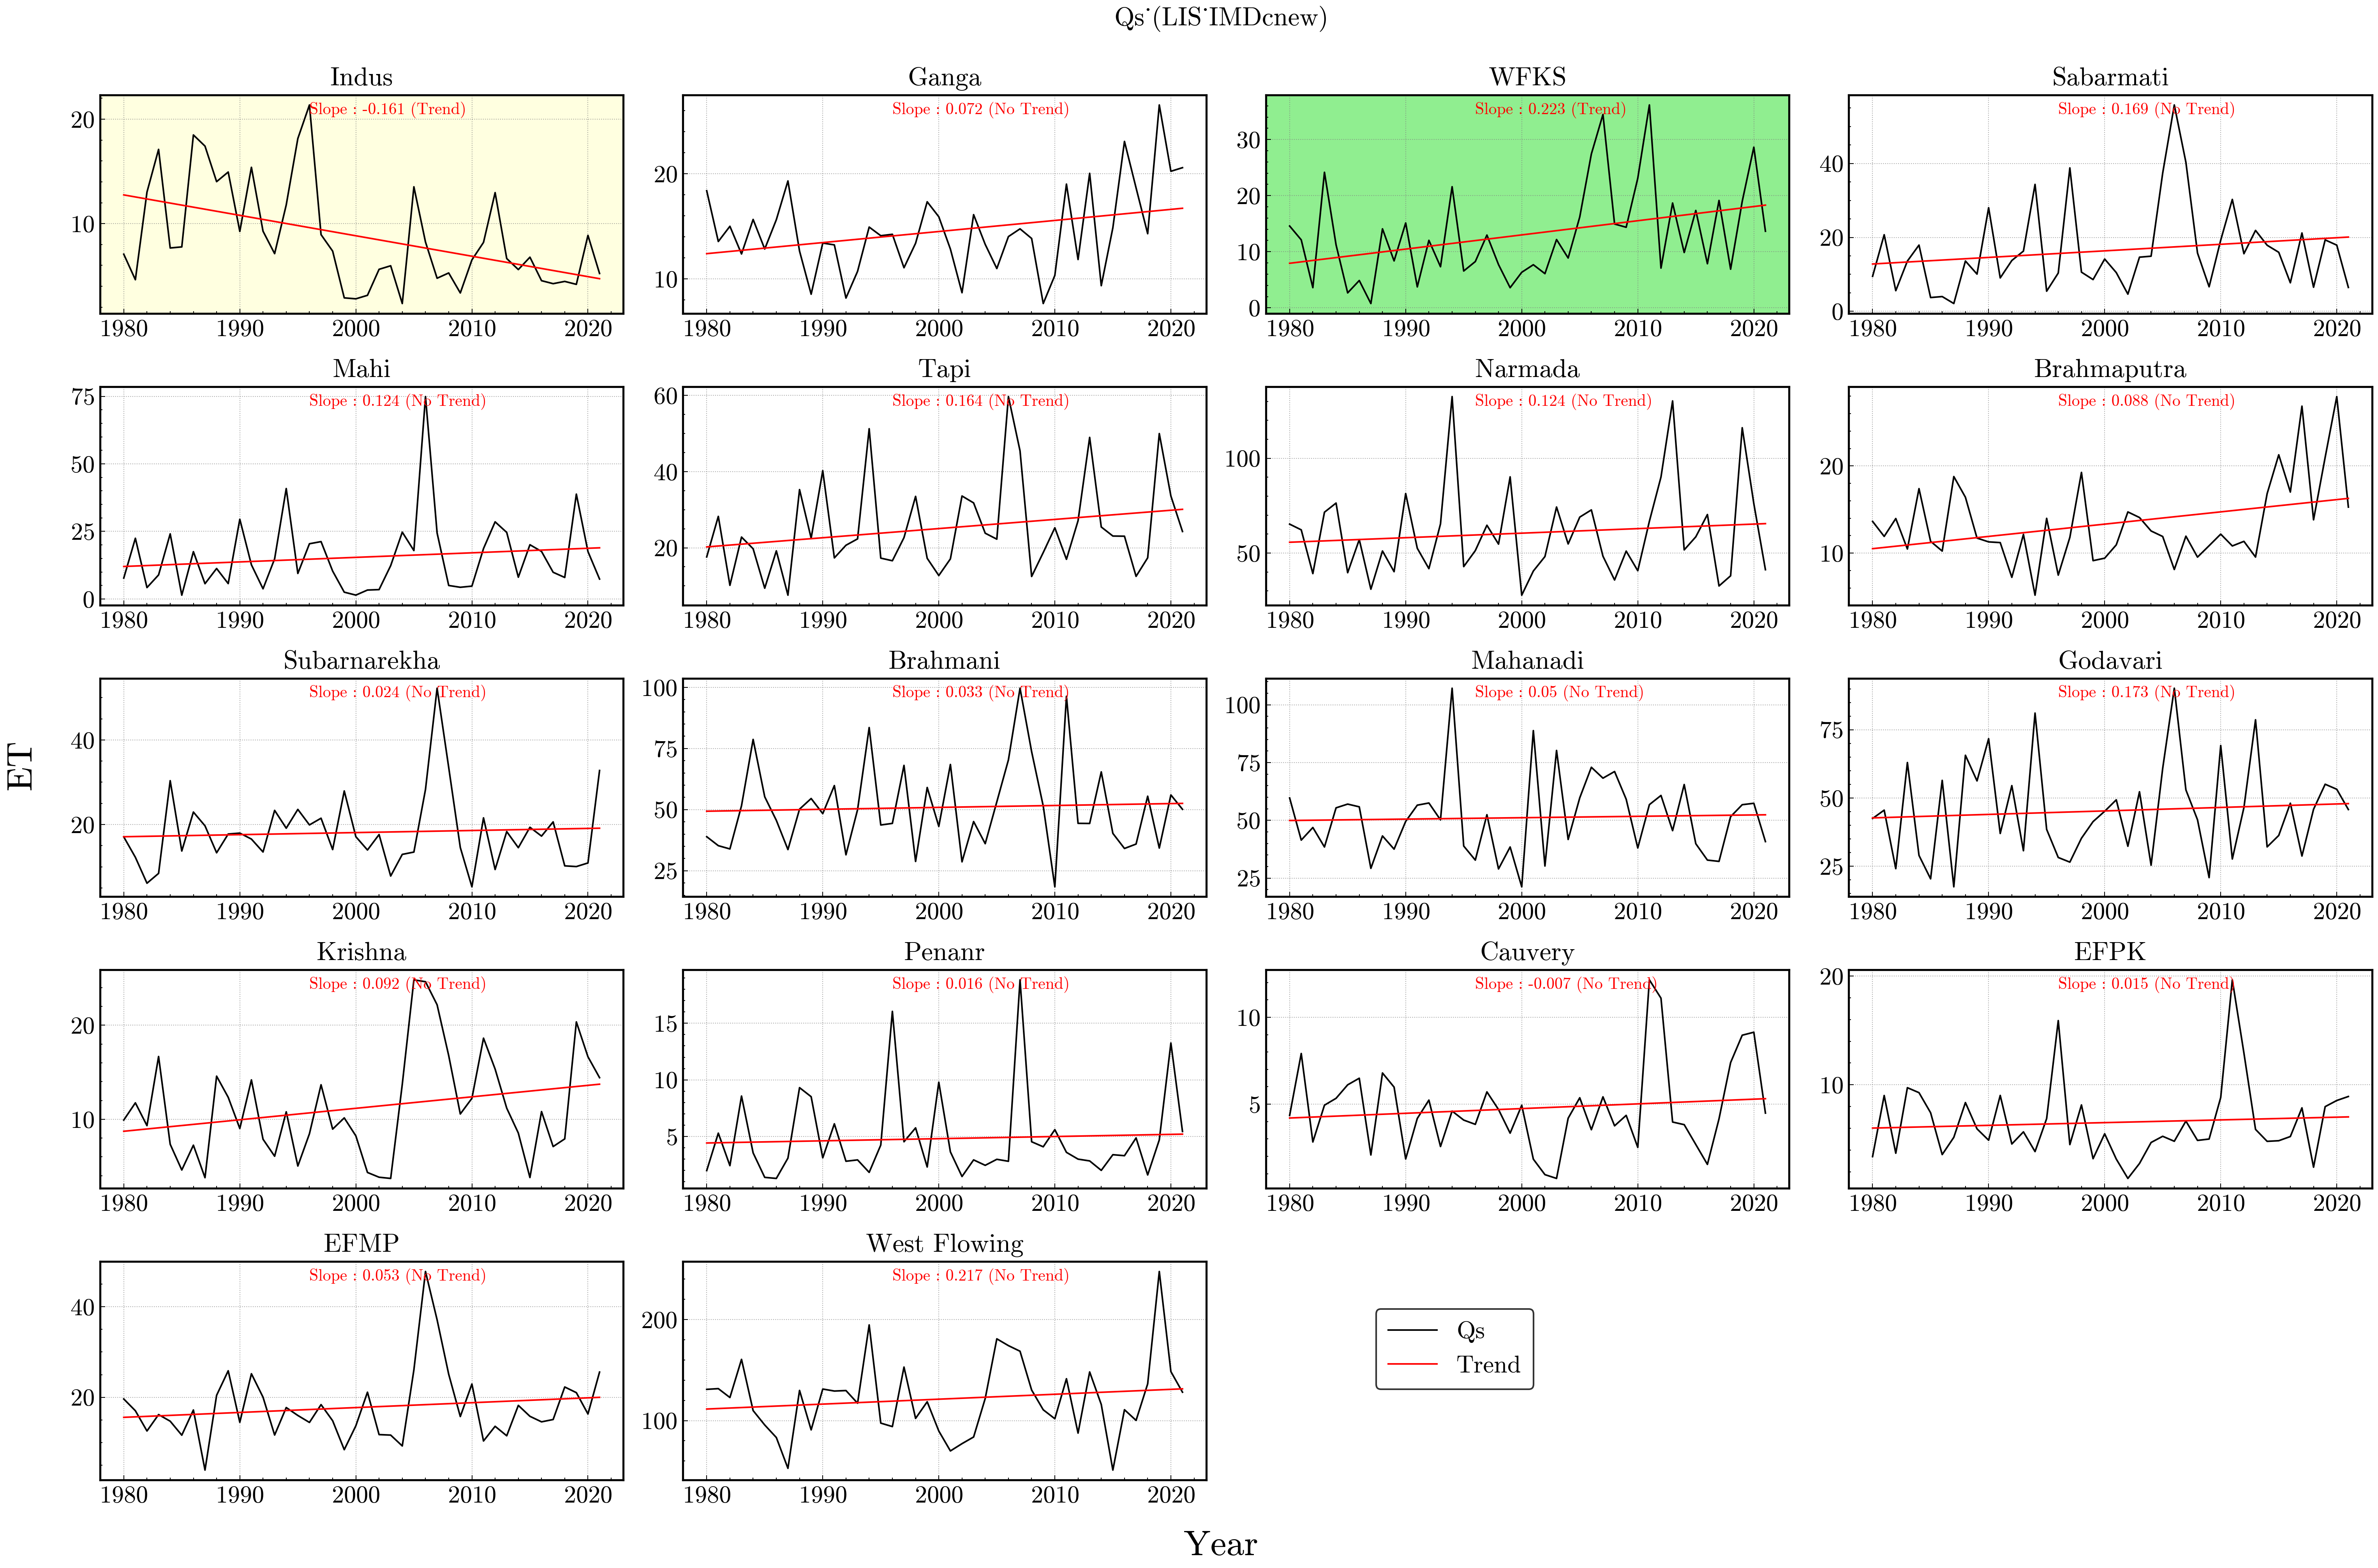 Qs˙(LIS˙IMDcnew)
Indus
Slope : -0.161 (Trend)
20
10
1980 1990 2000 2010 2020
Ganga
Slope : 0.072 (No Trend)
20
10
1980 1990 2000 2010 2020
WFKS
Slope : 0.223 (Trend)
30
20
10
0
1980 1990 2000 2010 2020
Sabarmati
Slope : 0.169 (No Trend)
40
20
0
1980 1990 2000 2010 2020
Mahi
Slope : 0.124 (No Trend)
75
50
25
0
1980 1990 2000 2010 2020
Tapi
Slope : 0.164 (No Trend)
60
40
20
1980 1990 2000 2010 2020
Narmada
Slope : 0.124 (No Trend)
100
50
1980 1990 2000 2010 2020
Brahmaputra
Slope : 0.088 (No Trend)
20
10
1980 1990 2000 2010 2020
ET
Subarnarekha
Slope : 0.024 (No Trend)
40
20
1980 1990 2000 2010 2020
Brahmani
Slope : 0.033 (No Trend)
100
75
50
25
1980 1990 2000 2010 2020
Mahanadi
Slope : 0.05 (No Trend)
100
75
50
25
1980 1990 2000 2010 2020
Godavari
Slope : 0.173 (No Trend)
75
50
25
1980 1990 2000 2010 2020
Krishna
Slope : 0.092 (No Trend)
20
10
1980 1990 2000 2010 2020
Penanr
Slope : 0.016 (No Trend)
15
10
5
1980 1990 2000 2010 2020
Cauvery
Slope : -0.007 (No Trend)
10
5
1980 1990 2000 2010 2020
EFPK
Slope : 0.015 (No Trend)
20
10
1980 1990 2000 2010 2020
EFMP
Slope : 0.053 (No Trend)
40
20
1980 1990 2000 2010 2020
West Flowing
Slope : 0.217 (No Trend)
200
100
1980 1990 2000 2010 2020
Qs
Trend
Year